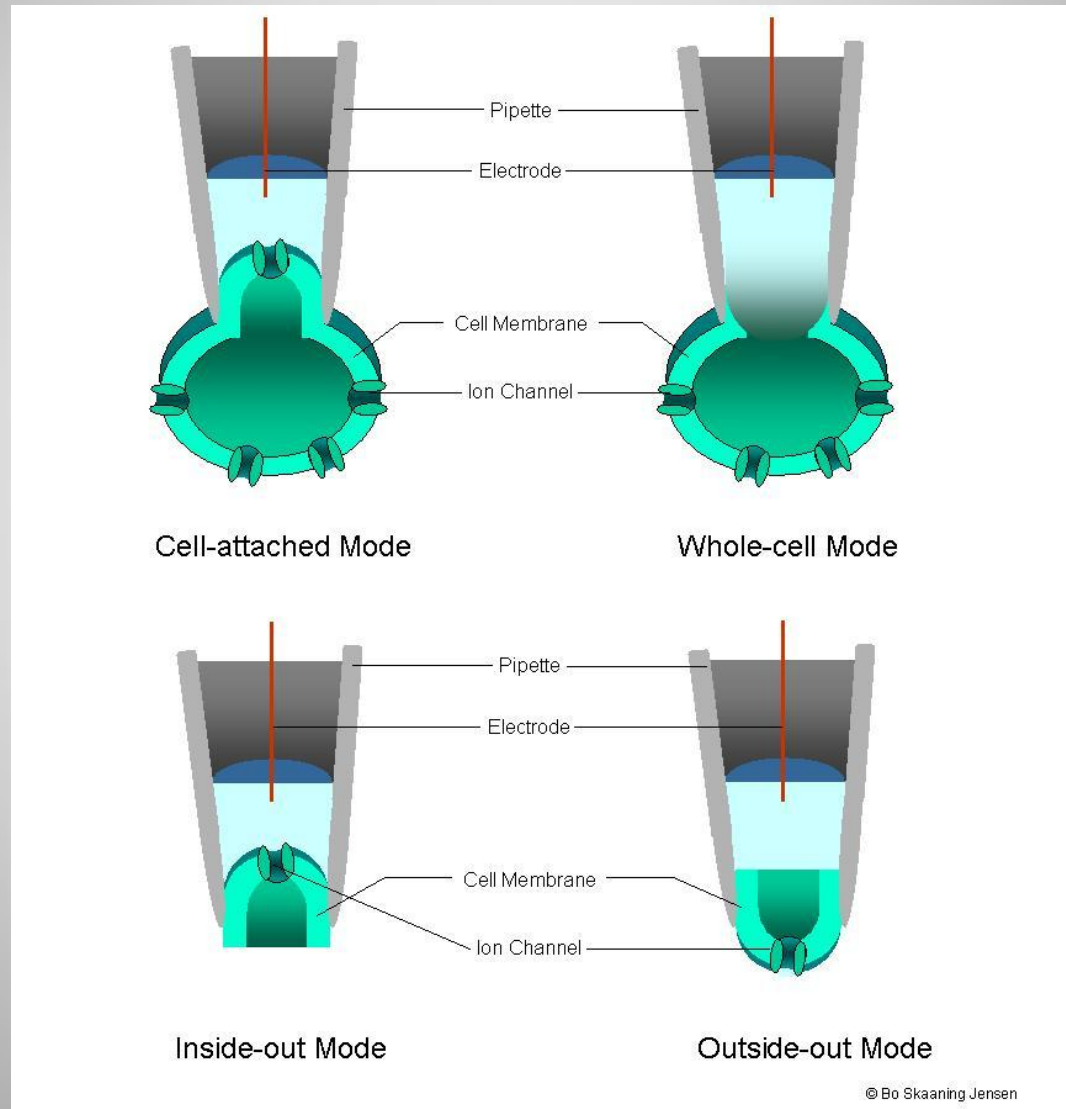 Pipette
Electrode
Cell Membrane
Ion Channel
Cell-attached Mode
Whole-cell Mode
Pipette
Electrode
Cell Membrane
Ion Channel
Inside-out Mode
Outside-out Mode
© Bo Skaaning Jensen